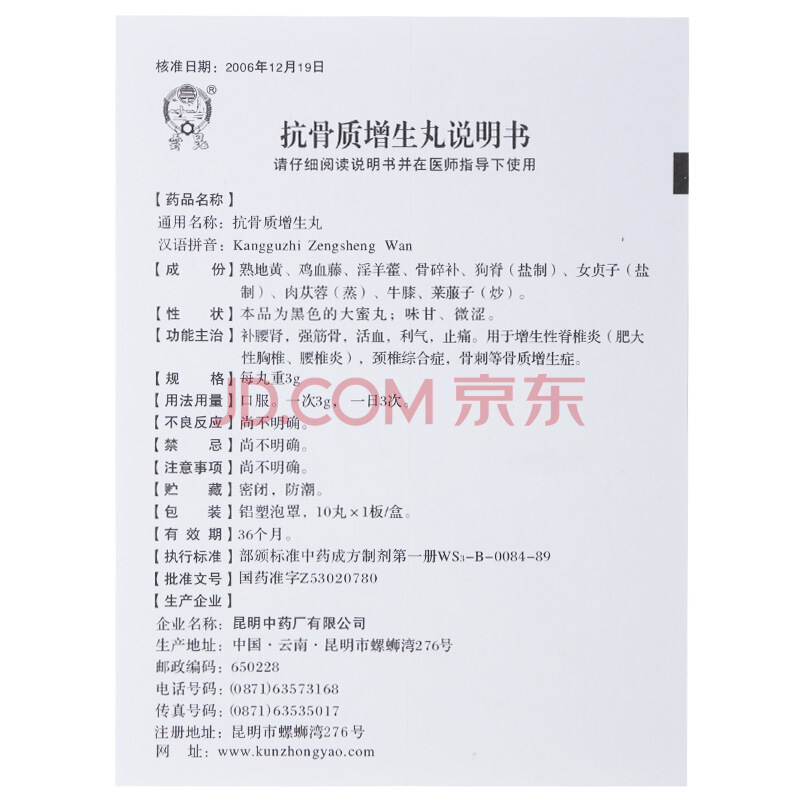 核准日期：2006年12月19日
®
抗骨质增生丸说明书
请仔细阅读说明书并在医师指导下使用
【药品名称】
通用名称：抗骨质增生丸
汉语拼音：Kangguzhi Zengsheng Wan
【成 份】熟地黄、鸡血藤、淫羊藿、骨碎补、狗脊（盐制）、女贞子（盐
制）、肉苁蓉（蒸）、牛膝、莱菔子（炒）。
【性 状】本品为黑色的大蜜丸；味甘、微涩。
【功能主治】补腰肾，强筋骨，活血，利气，止痛。用于增生性脊椎炎（肥大
性胸椎、腰椎炎），颈椎综合症，骨刺等骨质增生症。
【规 格】每丸重3g
【用法用量】口服。一次3g，一日3次。
JD.COM 京东
【不良反应】尚不明确。
【禁 忌】尚不明确。
【注意事项】尚不明确。
【贮 藏】密闭，防潮。
【包 装】铝塑泡罩，10丸×1板/盒。
【有 效 期】36个月。
【执行标准】部颁标准中药成方制剂第一册WS₃-B-0084-89
【批准文号】国药准字Z53020780
【生产企业】
企业名称：昆明中药厂有限公司
生产地址：中国·云南·昆明市螺蛳湾276号
邮政编码：650228
电话号码：(0871)63573168
传真号码：(0871)63535017
注册地址：昆明市螺蛳湾276号
网 址：www.kunzhongyao.com